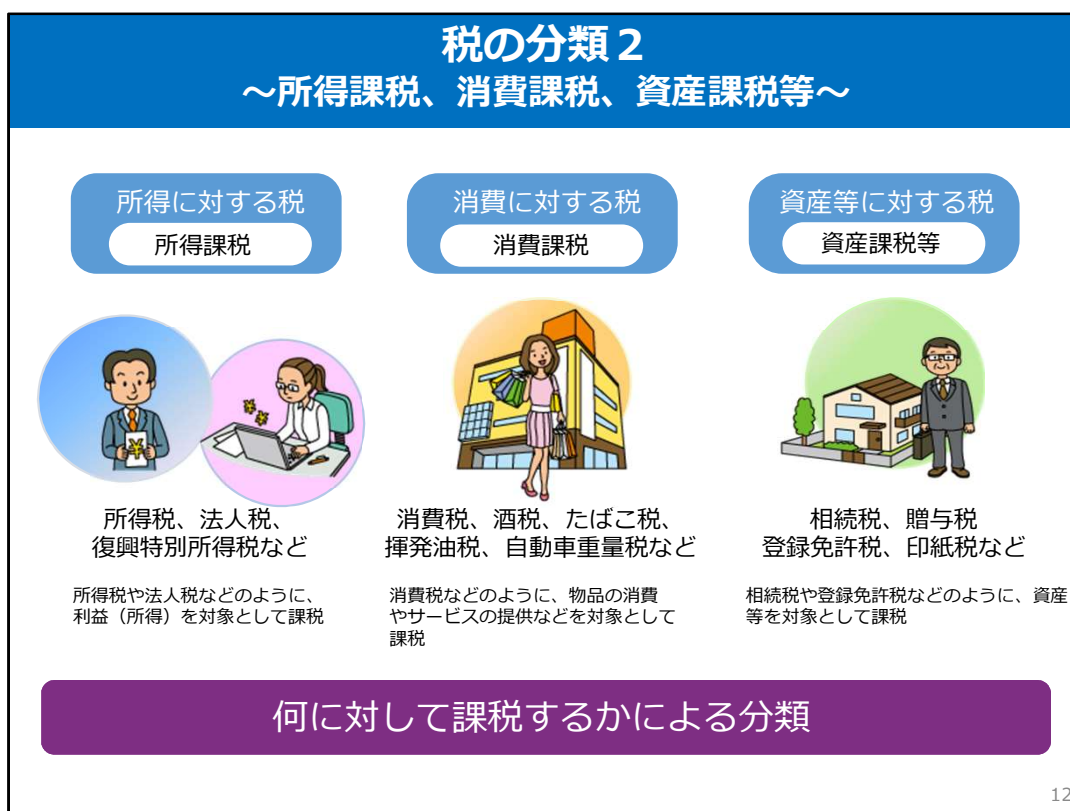 税の分類２
～所得課税、消費課税、資産課税等～
所得に対する税
所得課税
消費に対する税
消費課税
資産等に対する税
資産課税等
¥
¥¥
所得税、法人税、
復興特別所得税など
消費税、酒税、たばこ税、
揮発油税、自動車重量税など
相続税、贈与税
登録免許税、印紙税など
所得税や法人税などのように、
利益（所得）を対象として課税
消費税などのように、物品の消費
やサービスの提供などを対象として
課税
相続税や登録免許税などのように、資産
等を対象として課税
何に対して課税するかによる分類
12